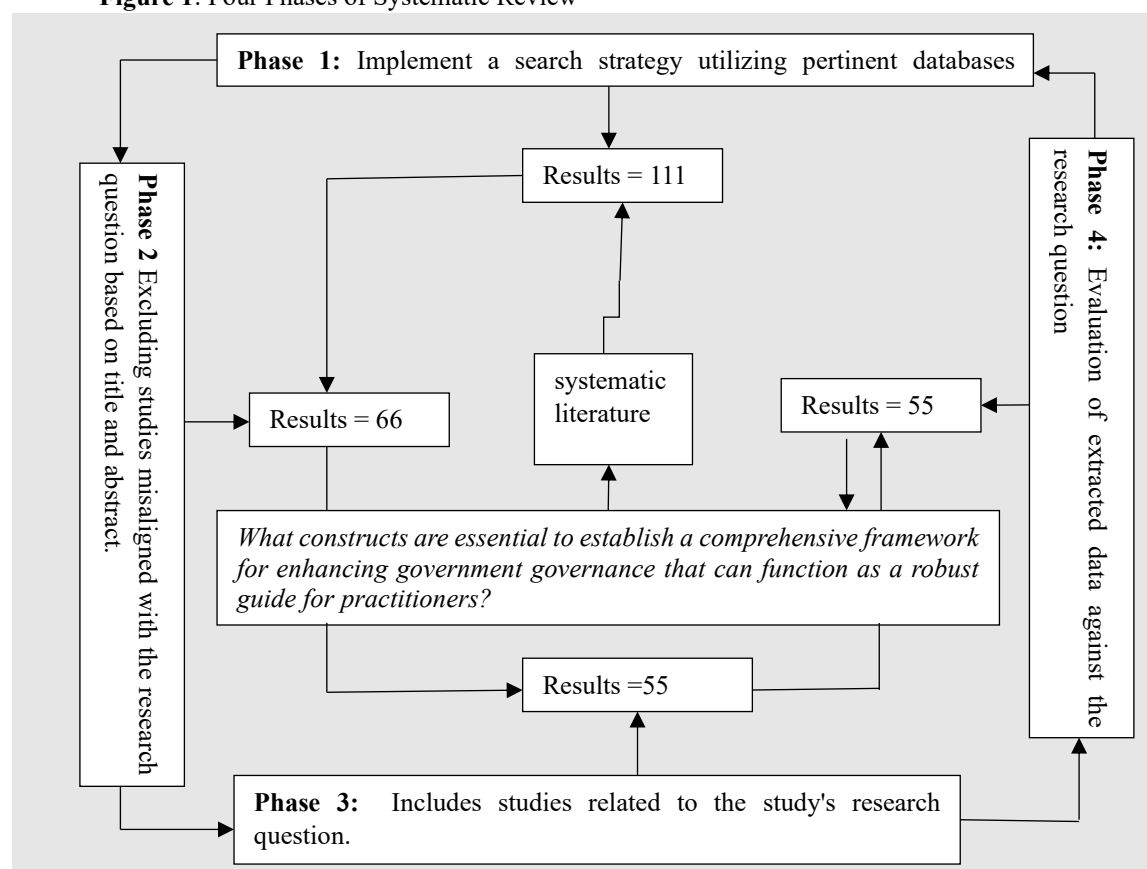 Figure 1. Four Phases of Systematic Review
Phase 1: Implement a search strategy utilizing pertinent databases
Results = 111
Phase 2 Excluding studies misaligned with the research
question based on title and abstract.
Phase 4: Evaluation of extracted data against the
research question
systematic
literature
Results = 55
Results = 66
What constructs are essential to establish a comprehensive framework
for enhancing government governance that can function as a robust
guide for practitioners?
Results =55
Phase 3: Includes studies related to the study's research
question.